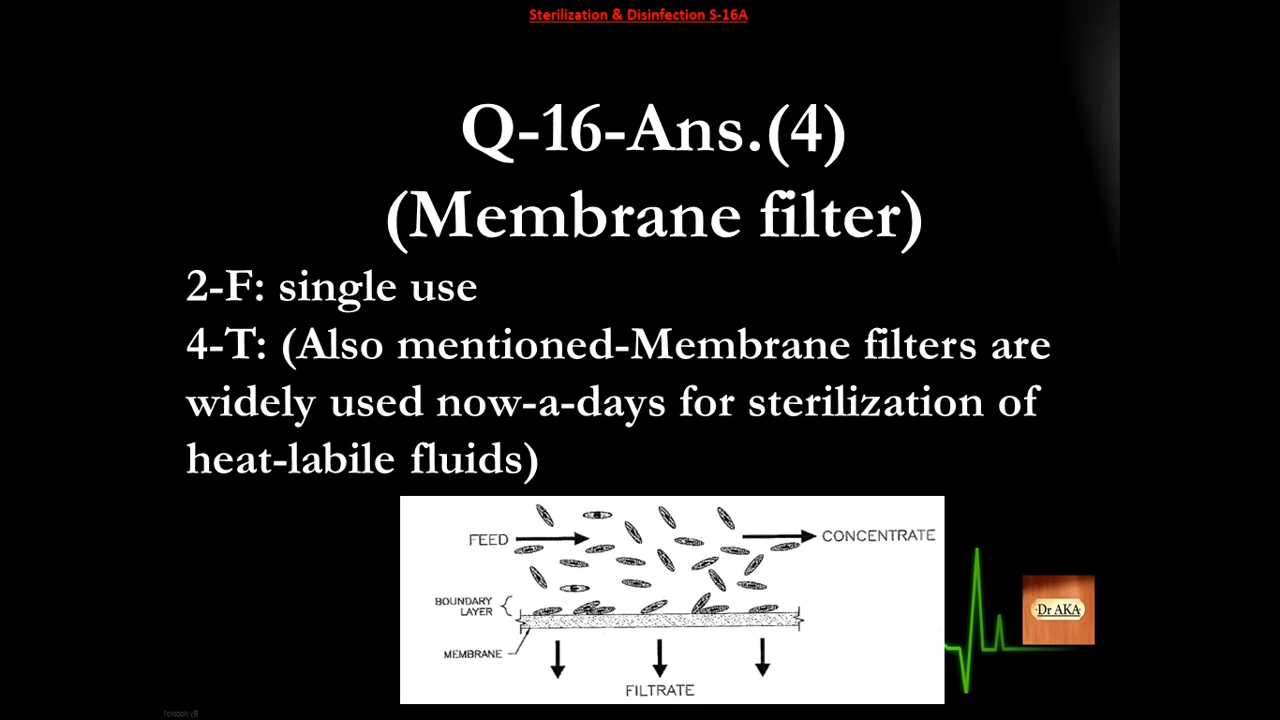 Sterilization & Disinfection S-16A
Q-16-Ans.(4)
(Membrane filter)
2-F: single use
4-T: (Also mentioned-Membrane filters are
widely used now-a-days for sterilization of
heat-labile fluids)
FEED
CONCENTRATE
BOUNDARY
LAYER
MEMBRANE
FILTRATE
Dr AKA